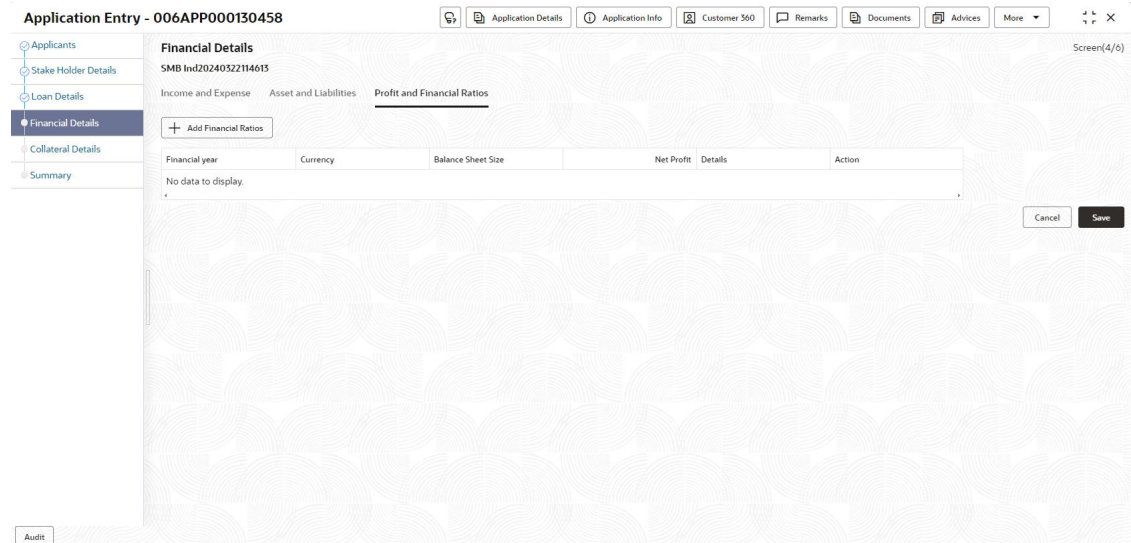 Application Entry - 006APP000130458
Application Details
Application Info
Customer 360
Remarks
Documents
Advices
More
Applicants
Stake Holder Details
Loan Details
Financial Details
Collateral Details
Summary
Financial Details
Screen(4/6)
SMB Ind20240322114613
Income and Expense Asset and Liabilities Profit and Financial Ratios
Add Financial Ratios
Financial year Currency Balance Sheet Size Net Profit Details Action
No data to display.
Cancel Save
Audit